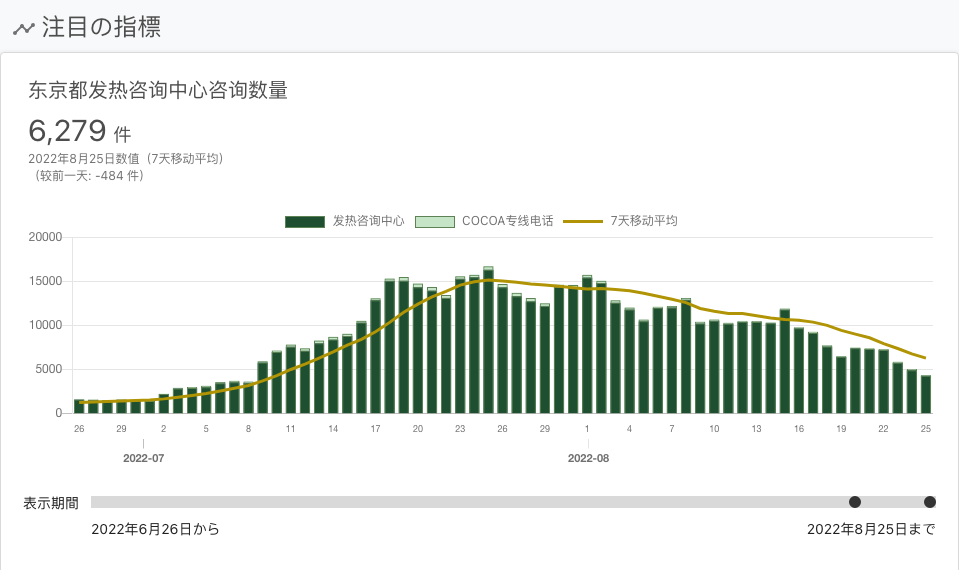 注目の指標
东京都发热咨询中心咨询数量
6,279 件
2022年8月25日数值（7天移动平均）
（较前一天: -484 件）
发热咨询中心 COCOA专线电话 7天移动平均
20000
15000
10000
5000
0
26 29 2 5 8 11 14 17 20 23 26 29 1 4 7 10 13 16 19 22 25
2022-07 2022-08
表示期間
2022年6月26日から 2022年8月25日まで